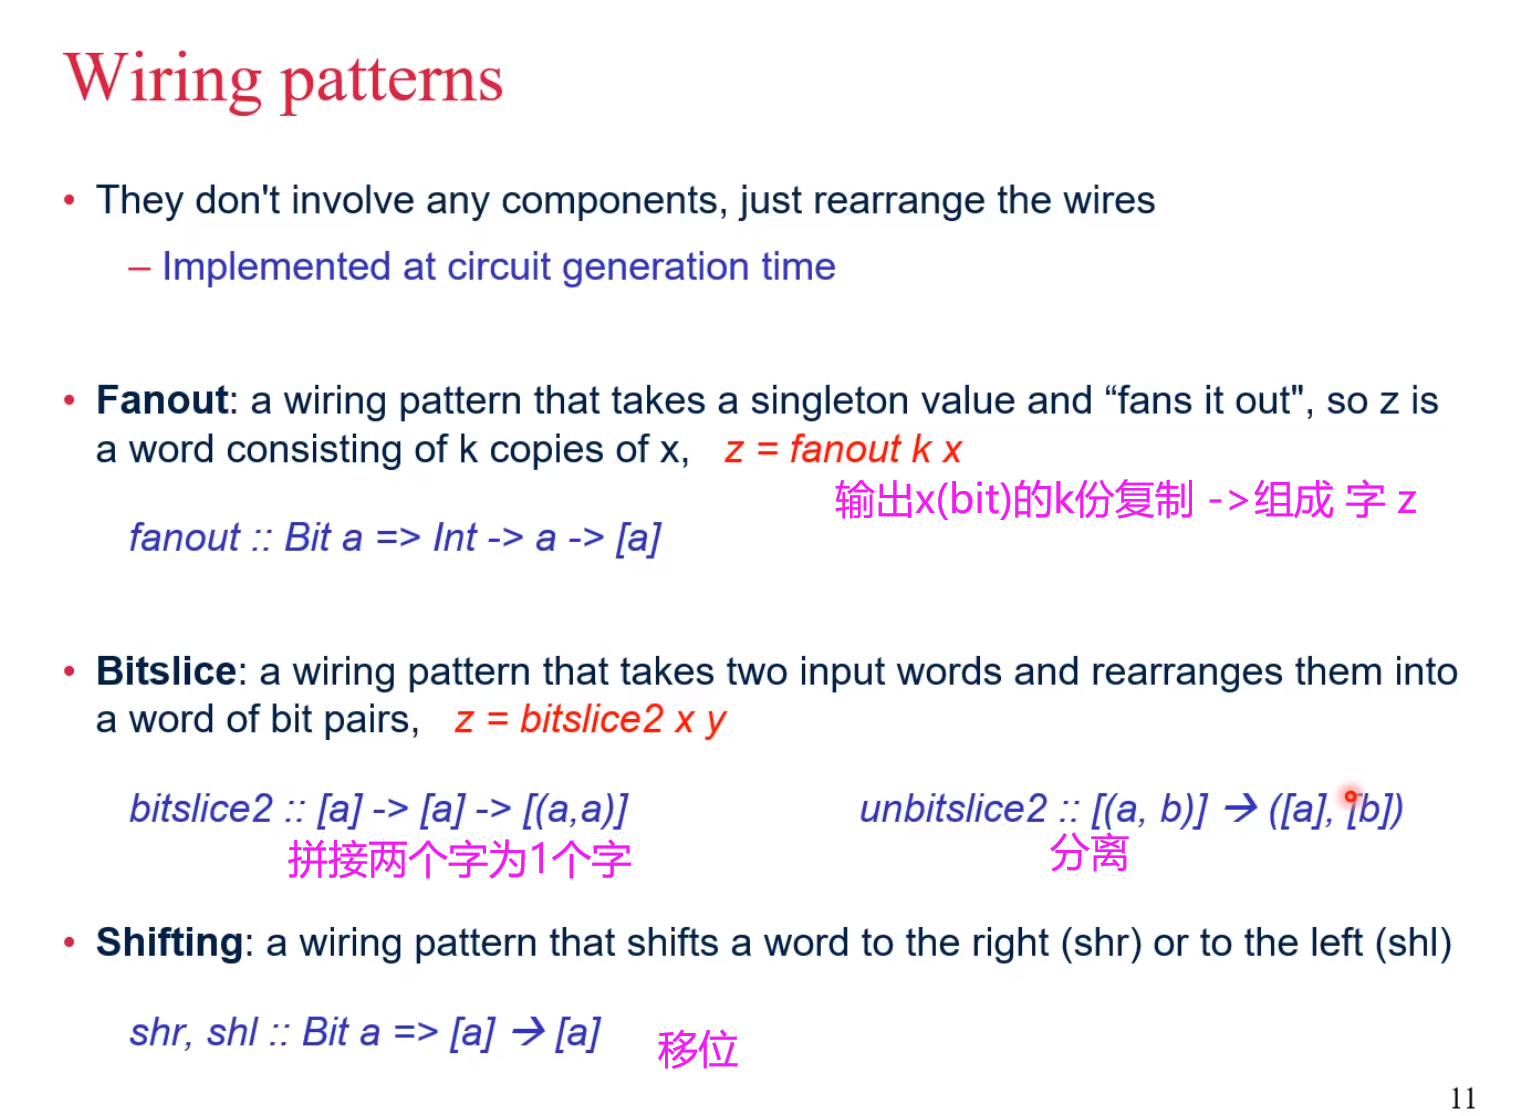 Wiring patterns
• They don't involve any components, just rearrange the wires
– Implemented at circuit generation time
• Fanout: a wiring pattern that takes a singleton value and “fans it out", so z is
a word consisting of k copies of x, z = fanout k x
输出x(bit)的k份复制 ->组成 字 z
fanout :: Bit a => Int -> a -> [a]
• Bitslice: a wiring pattern that takes two input words and rearranges them into
a word of bit pairs, z = bitslice2 x y
bitslice2 :: [a] -> [a] -> [(a,a)] unbitslice2 :: [(a, b)] → ([a], [b])
拼接两个字为1个字 分离
• Shifting: a wiring pattern that shifts a word to the right (shr) or to the left (shl)
shr, shl :: Bit a => [a] → [a]
移位
11